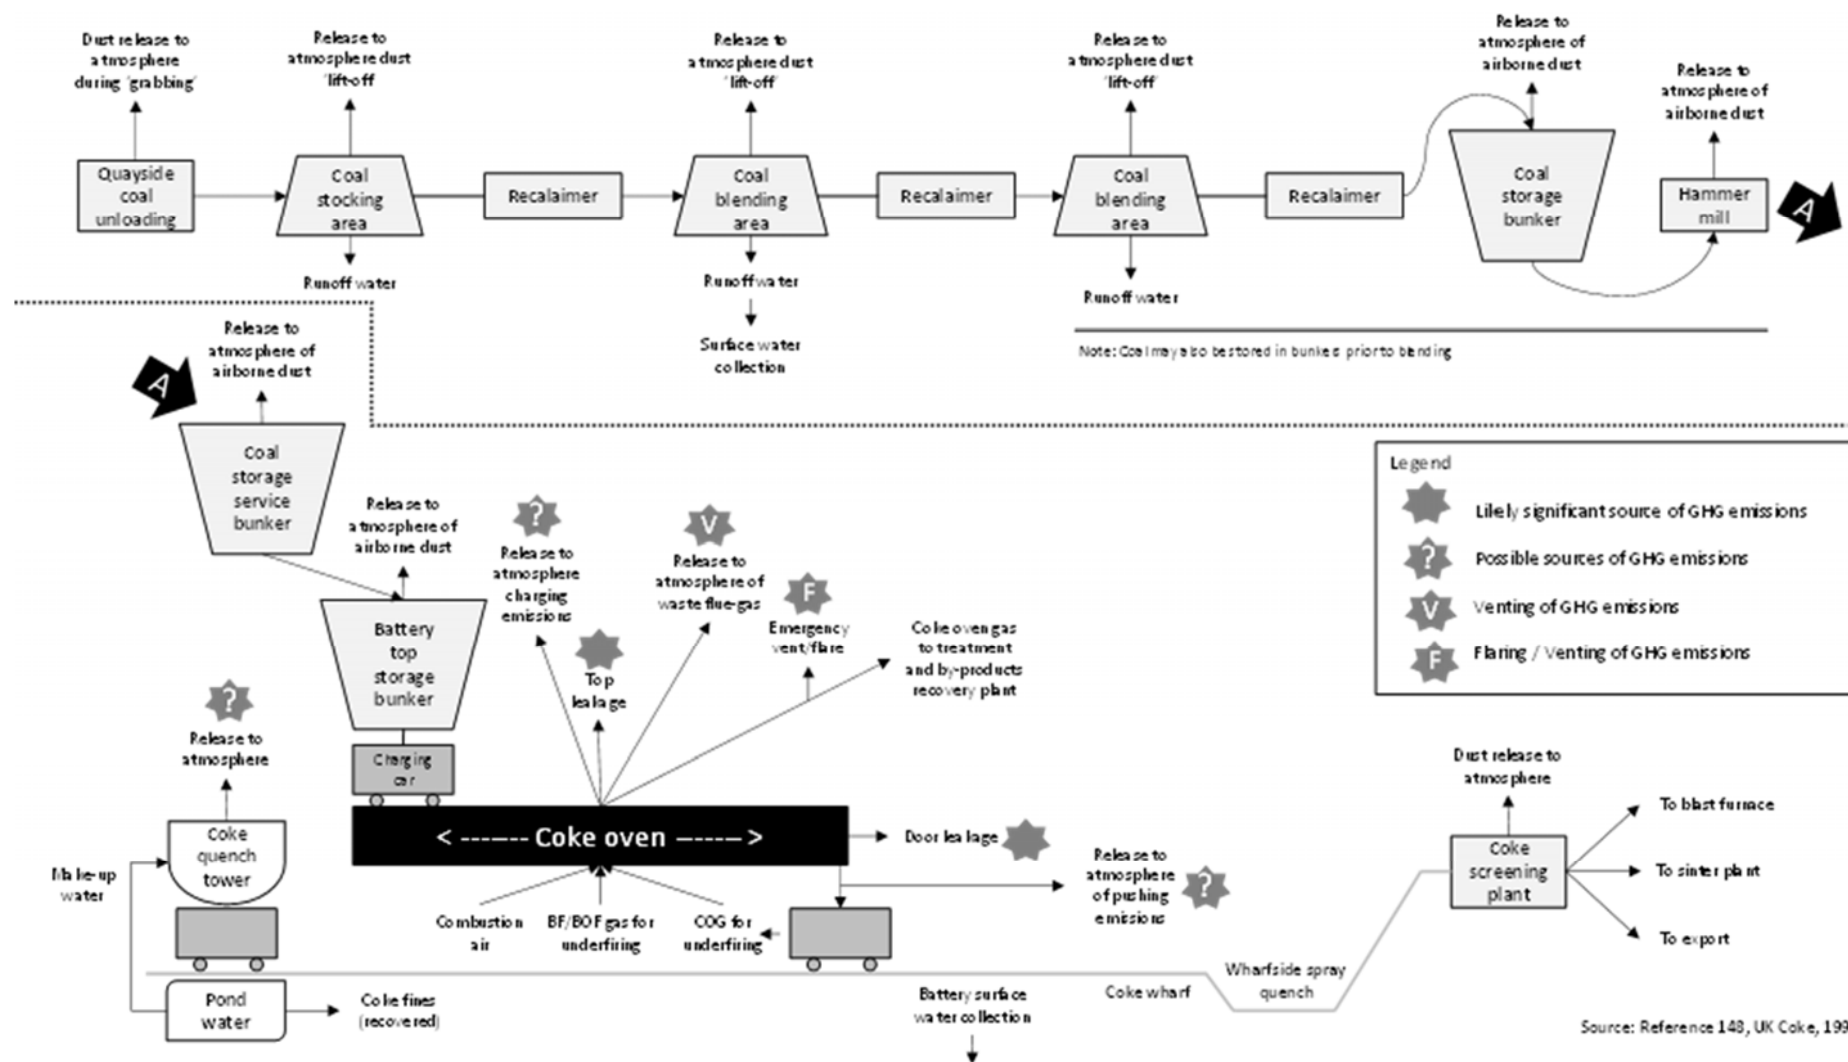 Dust release to
atmosphere
during 'grabbing'
Release to
atmosphere dust
'lift-off'
Release to
atmosphere dust
'lift-off'
Release to
atmosphere dust
'lift-off'
Release to
atmosphere of
airborne dust
Release to
atmosphere of
airborne dust
Quayside
coal
unloading
Coal
stocking
area
Recalaimer
Coal
blending
area
Recalaimer
Coal
blending
area
Recalaimer
Coal
storage
bunker
Hammer
mill
A
Runoff water
Runoff water
Surface water
collection
Runoff water
Note: Coal may also be stored in bunkers prior to blending
A
Release to
atmosphere of
airborne dust
Coal
storage
service
bunker
Release to
atmosphere of
airborne dust
Battery
top
storage
bunker
Charging
car
?
Release to
atmosphere
charging
emissions
Top
leakage
V
Release to
atmosphere of
waste flue-gas
F
Emergency
vent/flare
Coke oven gas
to treatment
and by-products
recovery plant
Legend
Lilely significant source of GHG emissions
?
Possible sources of GHG emissions
V
Venting of GHG emissions
F
Flaring / Venting of GHG emissions
?
Release to
atmosphere
Coke
quench
tower
Make-up
water
Pond
water
Coke fines
(recovered)
< ------- Coke oven ------ >
Door leakage
Combustion
air
BF/BOF gas for
underfiring
COG for
underfiring
Release to
atmosphere
of pushing
emissions
?
Dust release to
atmosphere
Coke
screening
plant
To blast furnace
To sinter plant
To export
Wharfside spray
quench
Coke wharf
Battery surface
water collection
Source: Reference 148, UK Coke, 199